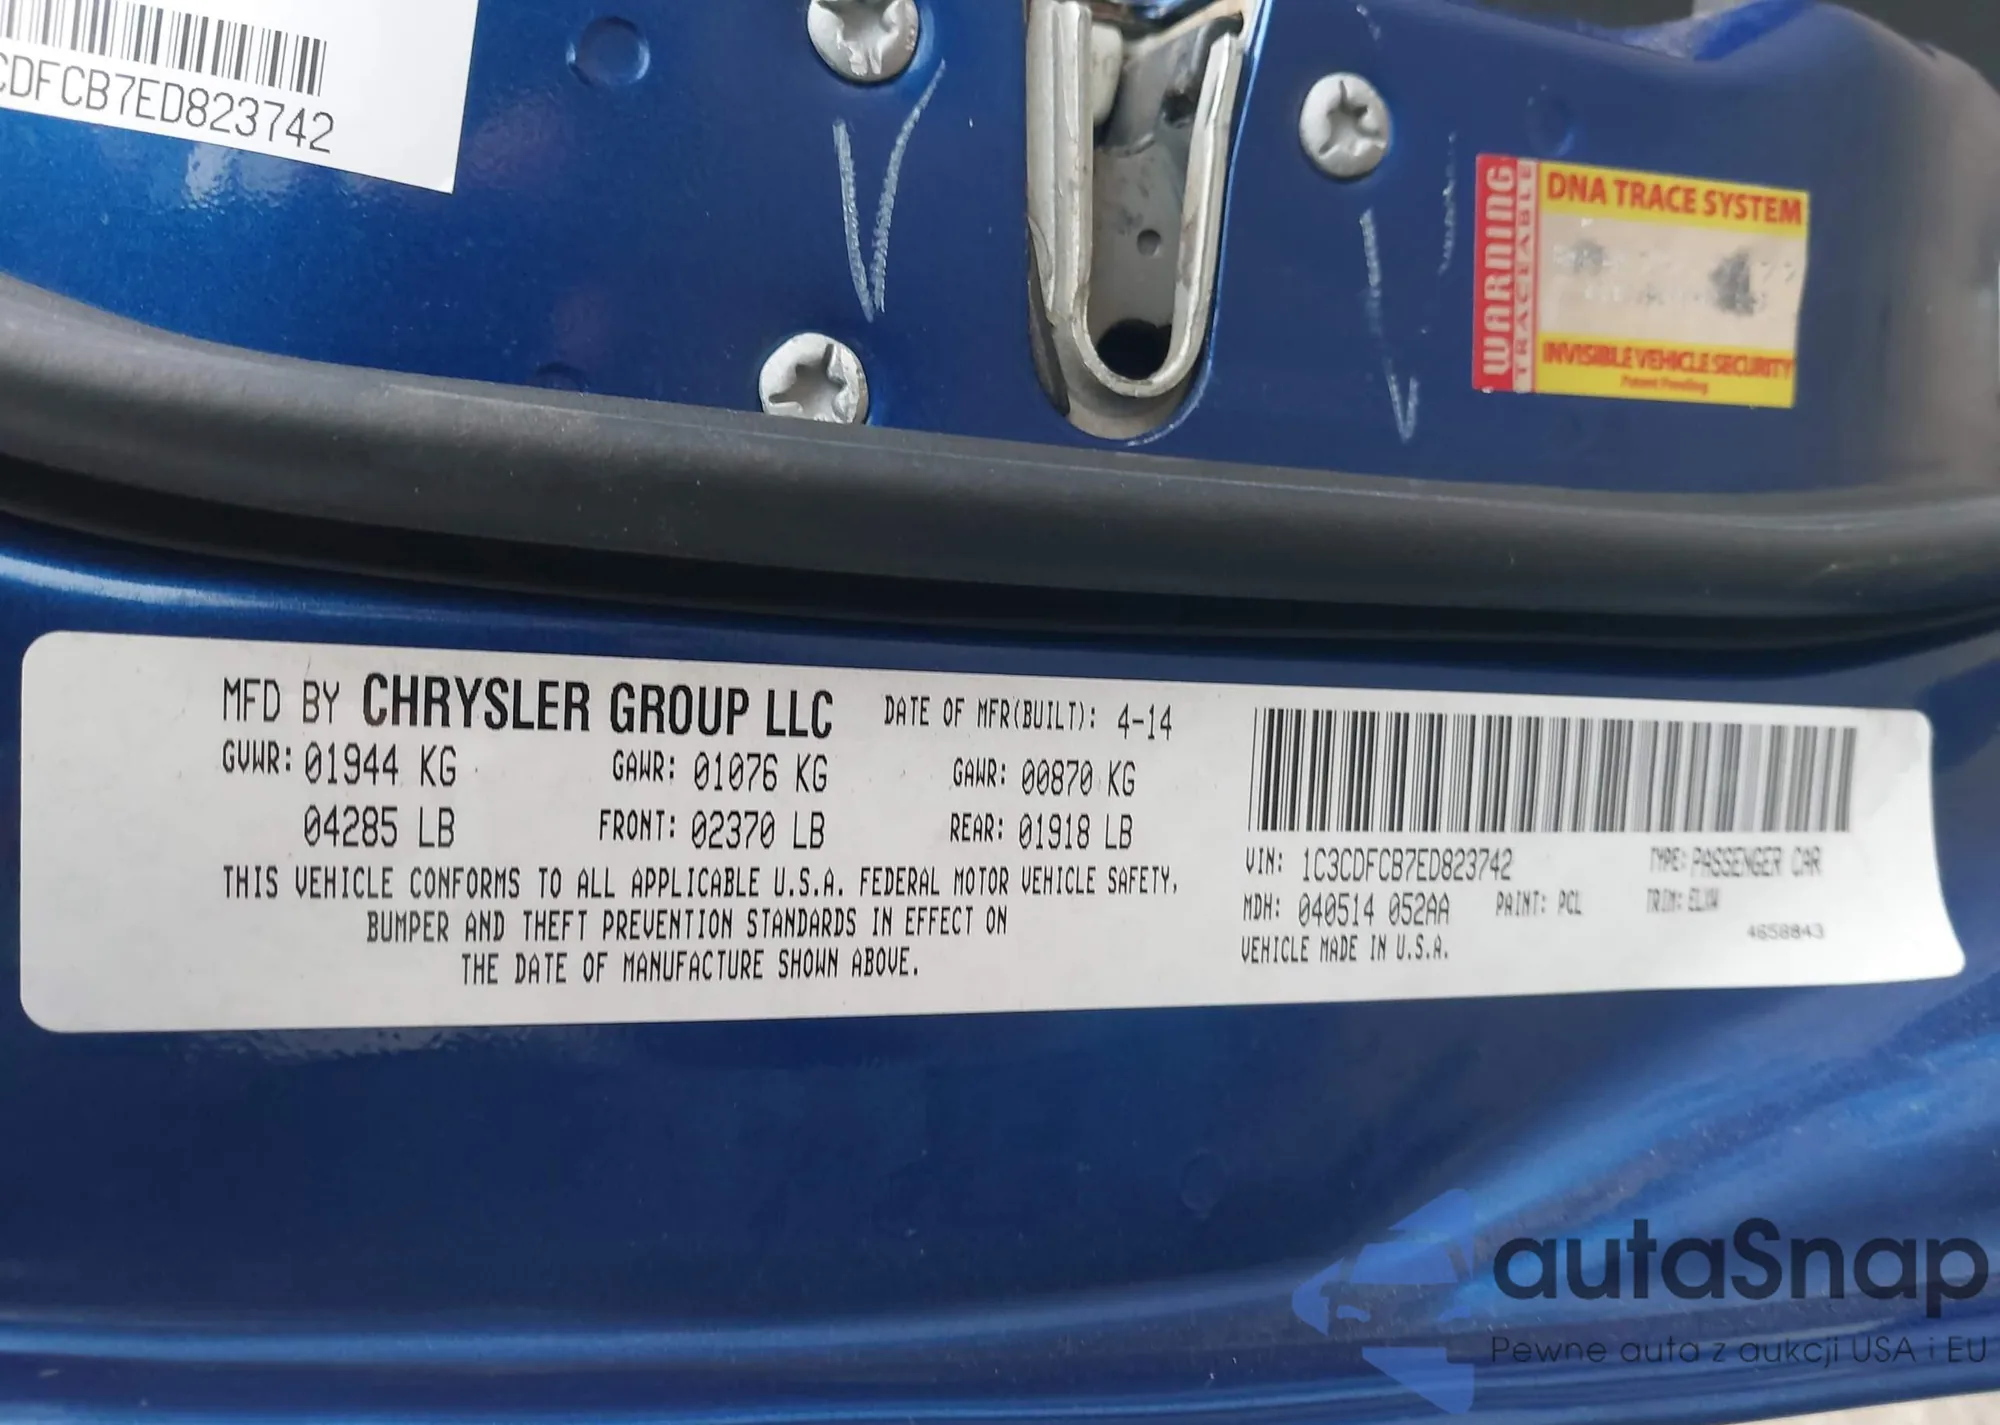 CDFCB7ED823742
WARNING
TRACEABLE
DNA TRACE SYSTEM
INVISIBLE VEHICLE SECURITY
Patent Pending
MFD BY CHRYSLER GROUP LLC DATE OF MFR(BUILT): 4-14
GVWR: 01944 KG GAWR: 01076 KG GAWR: 00870 KG
04285 LB FRONT: 02370 LB REAR: 01918 LB
THIS VEHICLE CONFORMS TO ALL APPLICABLE U.S.A. FEDERAL MOTOR VEHICLE SAFETY,
BUMPER AND THEFT PREVENTION STANDARDS IN EFFECT ON
THE DATE OF MANUFACTURE SHOWN ABOVE.
VIN: 1C3CDFCB7ED823742 TYPE: PASSENGER CAR
MDH: 040514 052AA PAINT: PCL TRIM: ELXW
VEHICLE MADE IN U.S.A. 4658843
autaSnap
Pewne auta z aukcji USA i EU